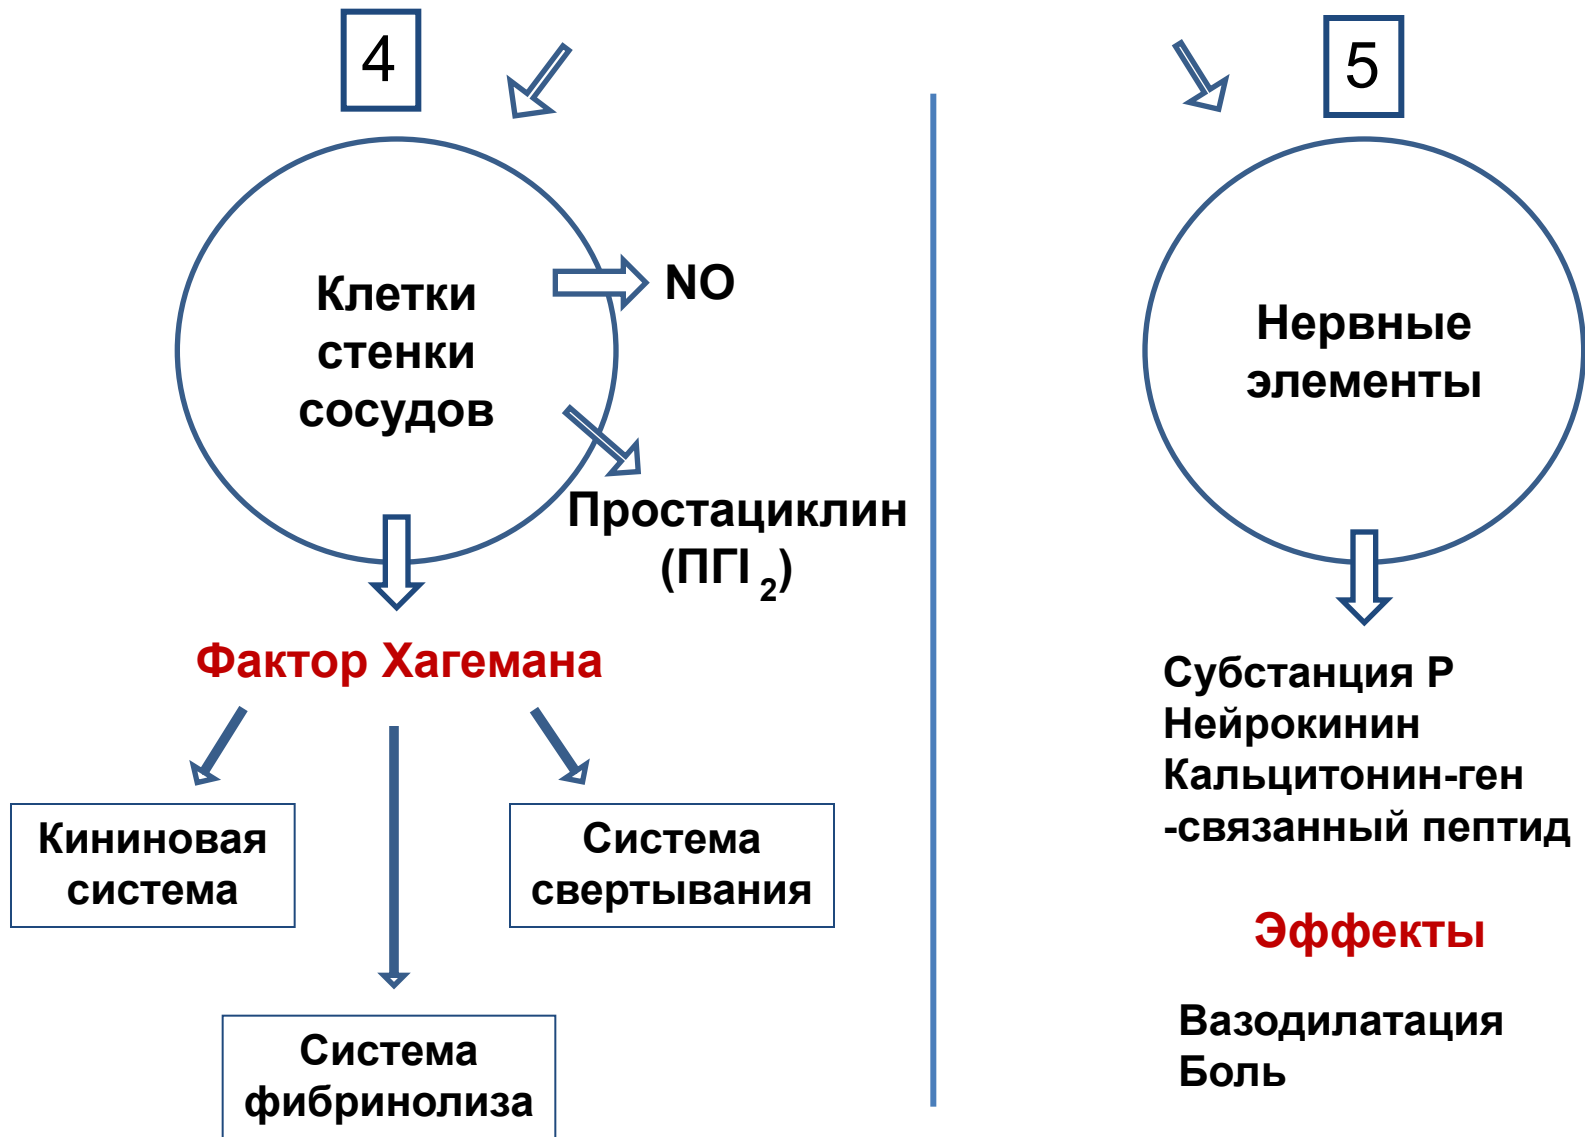 4
Клетки
стенки
сосудов
NO
Простациклин
(ПГI 2)
Фактор Хагемана
Кининовая
система
Система
свертывания
Система
фибринолиза
5
Нервные
элементы
Субстанция Р
Нейрокинин
Кальцитонин-ген
-связанный пептид
Эффекты
Вазодилатация
Боль